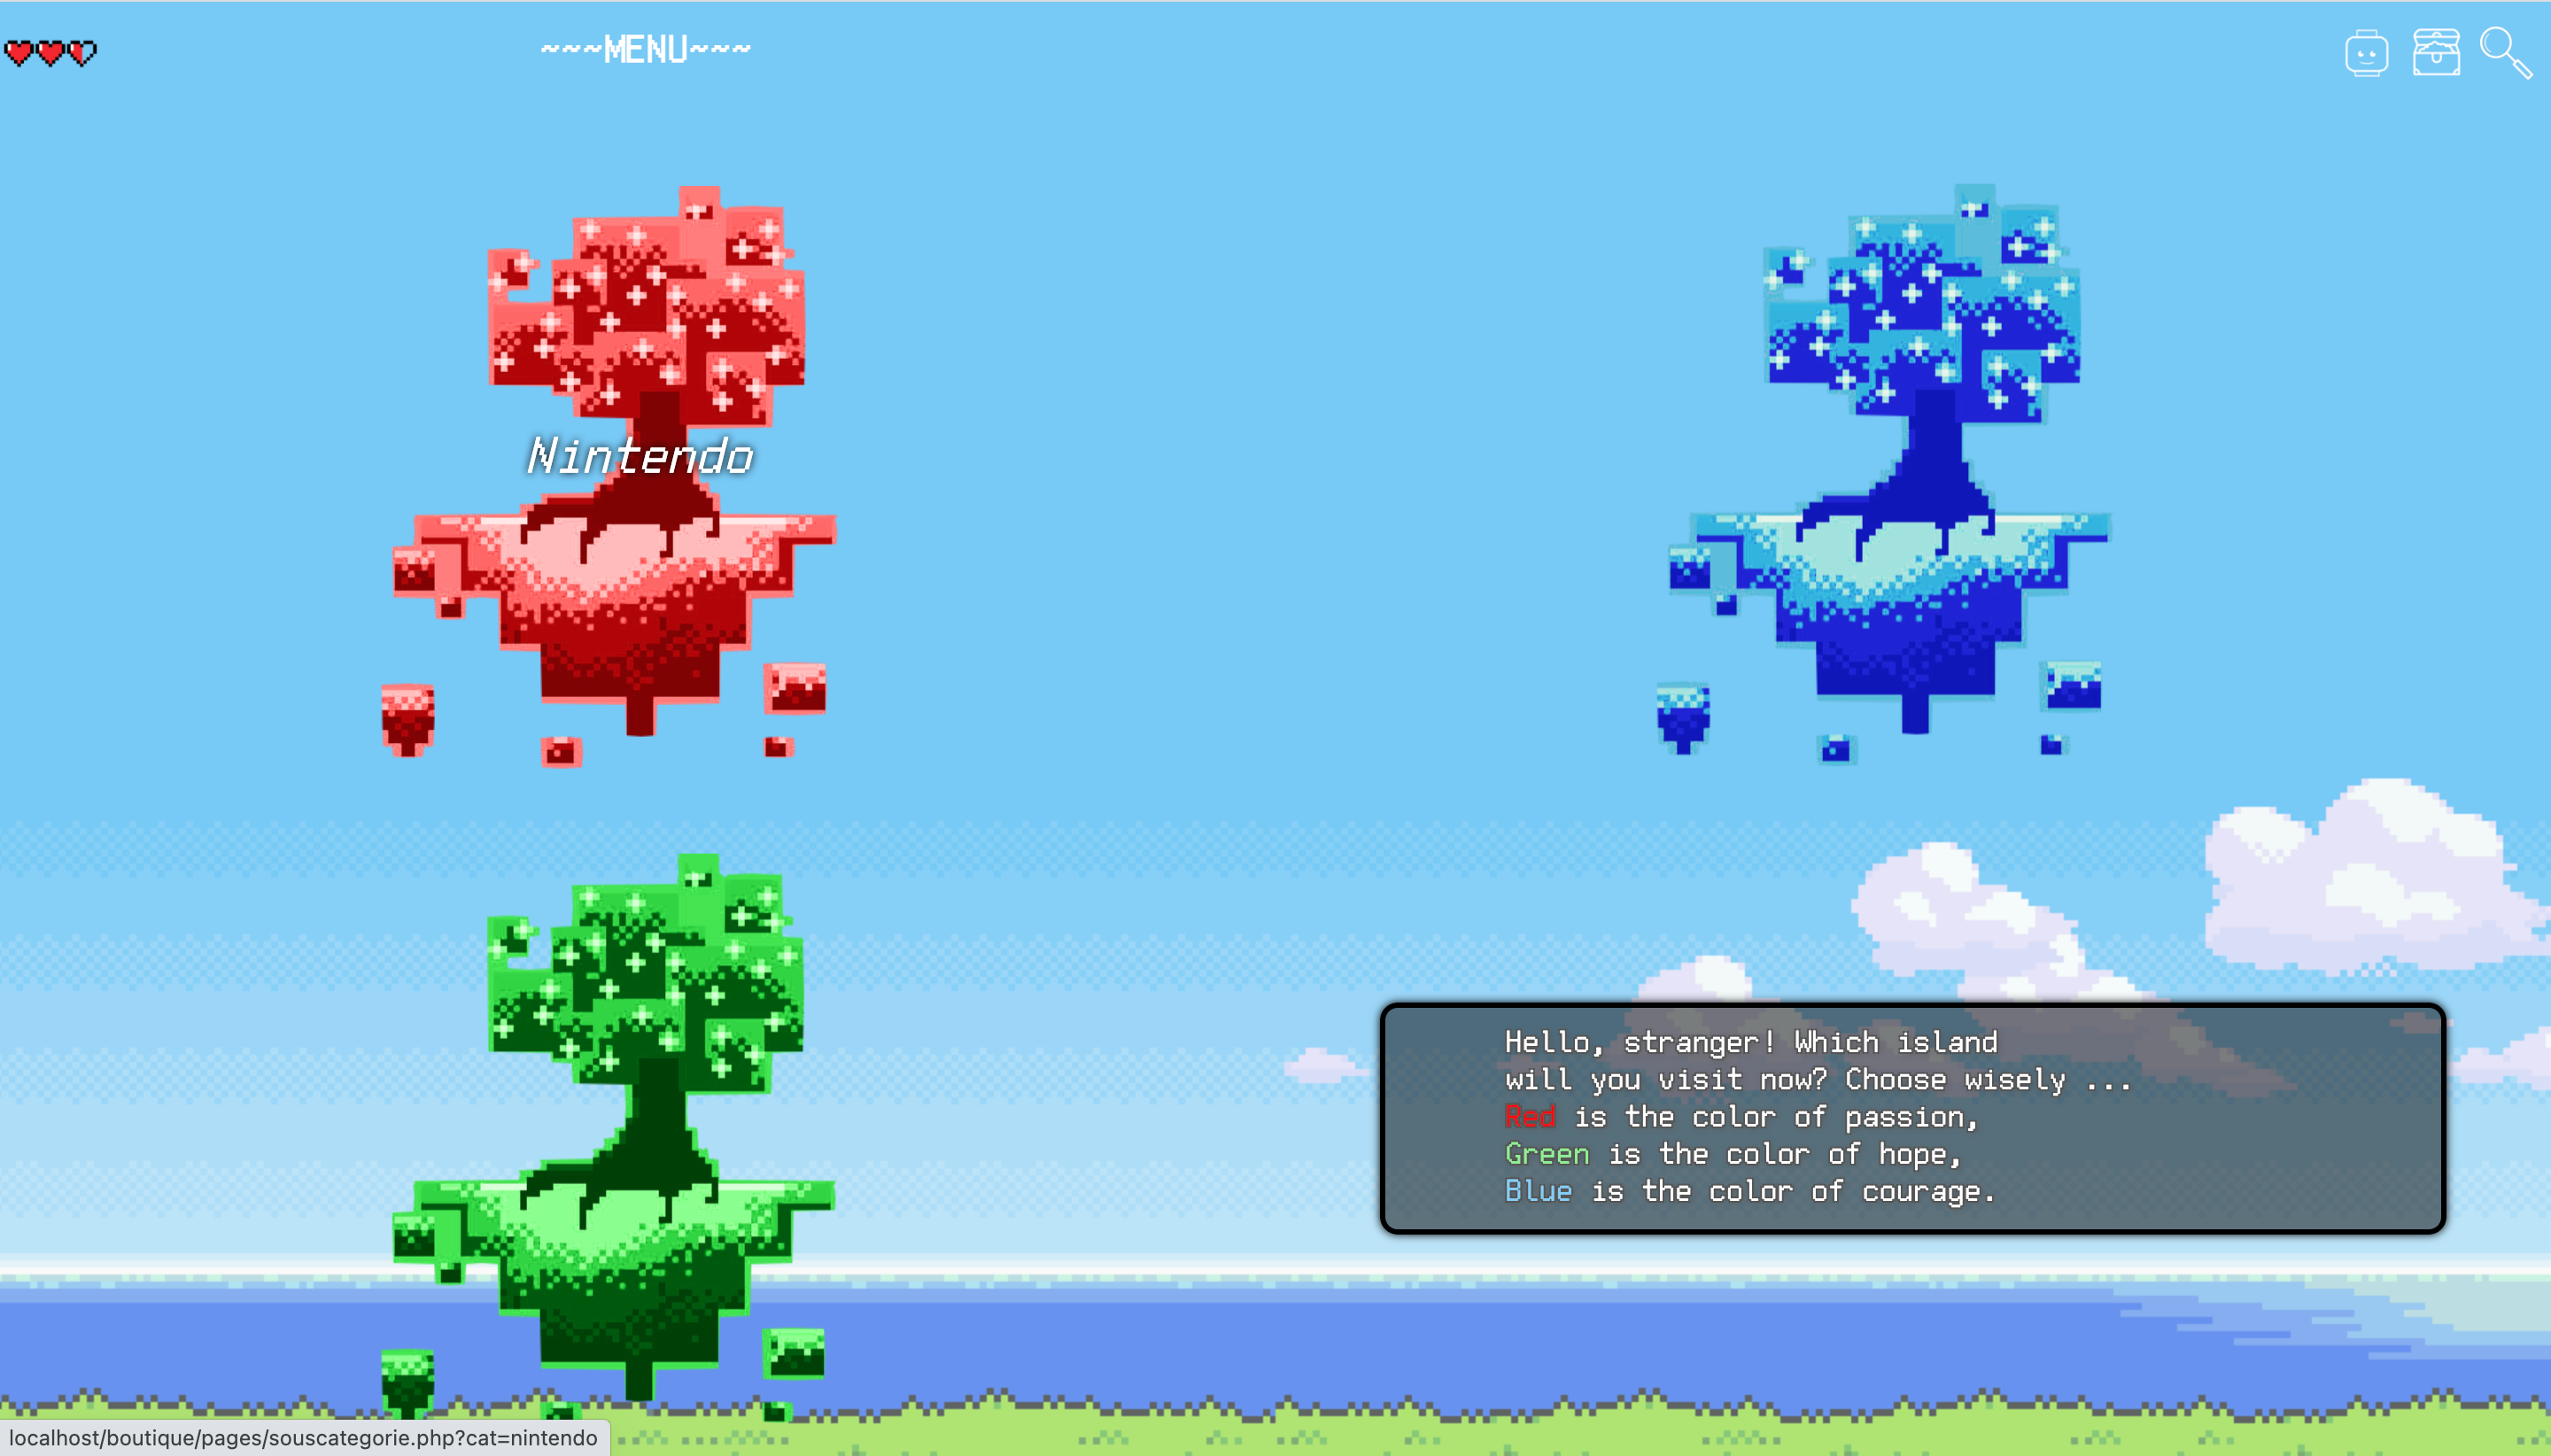 ~~~MENU~~~
Nintendo
Hello, stranger! Which island
will you visit now? Choose wisely ...
Red is the color of passion,
Green is the color of hope,
Blue is the color of courage.
localhost/boutique/pages/souscategorie.php?cat=nintendo